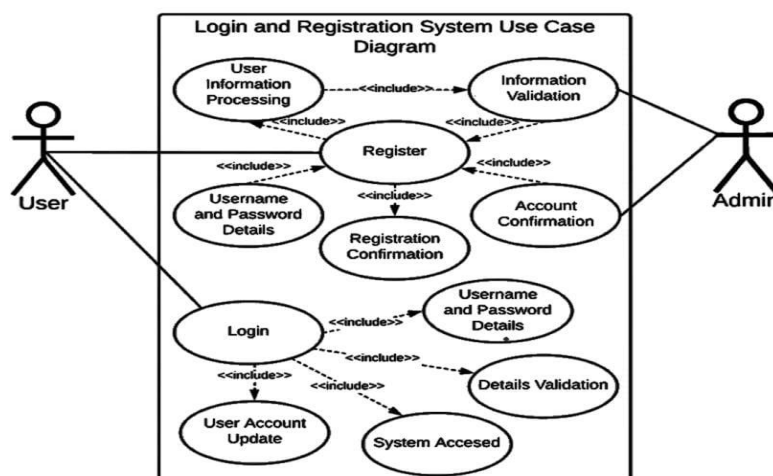 Login and Registration System Use Case
Diagram
User
Information
Processing
<<include>>
Information
Validation
<<include>>
<<include>>
Register
<<include>>
<<include>>
<<include>>
User
Username
and Password
Details
Registration
Confirmation
Account
Confirmation
Admin
Username
and Password
Details
Login
<<include>>
<<include>>
<<include>>
<<include>>
Details Validation
User Account
Update
System Accesed